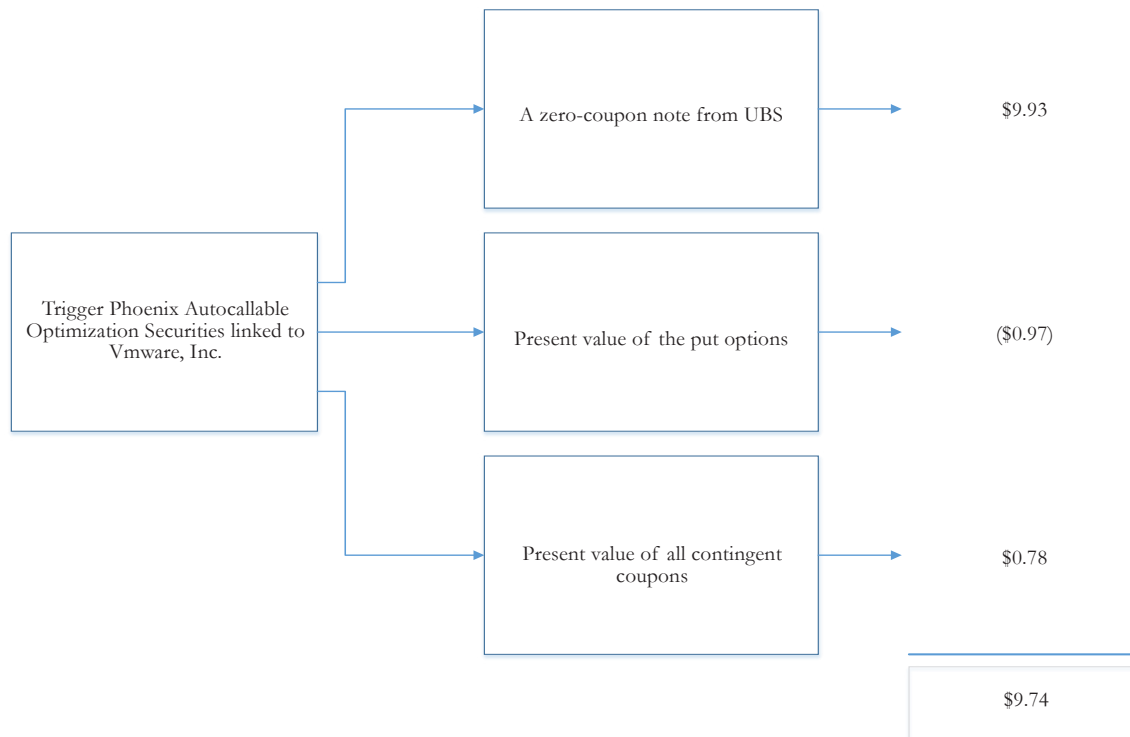 A zero-coupon note from UBS
$9.93
Trigger Phoenix Autocallable
Optimization Securities linked to
Vmware, Inc.
Present value of the put options
($0.97)
Present value of all contingent
coupons
$0.78
$9.74